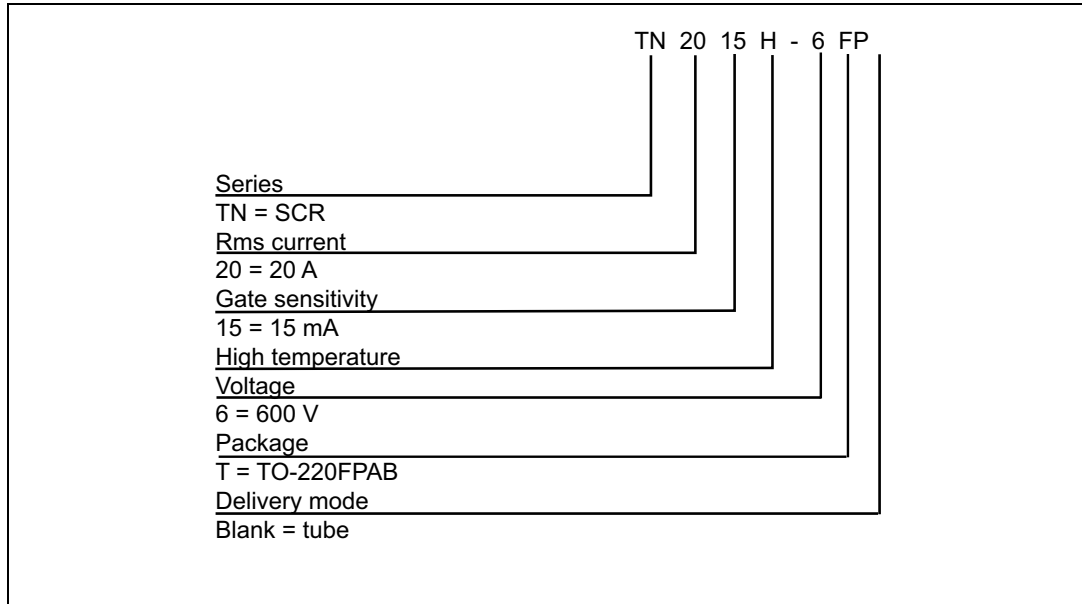 TN 20 15 H - 6 FP
Series
TN = SCR
Rms current
20 = 20 A
Gate sensitivity
15 = 15 mA
High temperature
Voltage
6 = 600 V
Package
T = TO-220FPAB
Delivery mode
Blank = tube